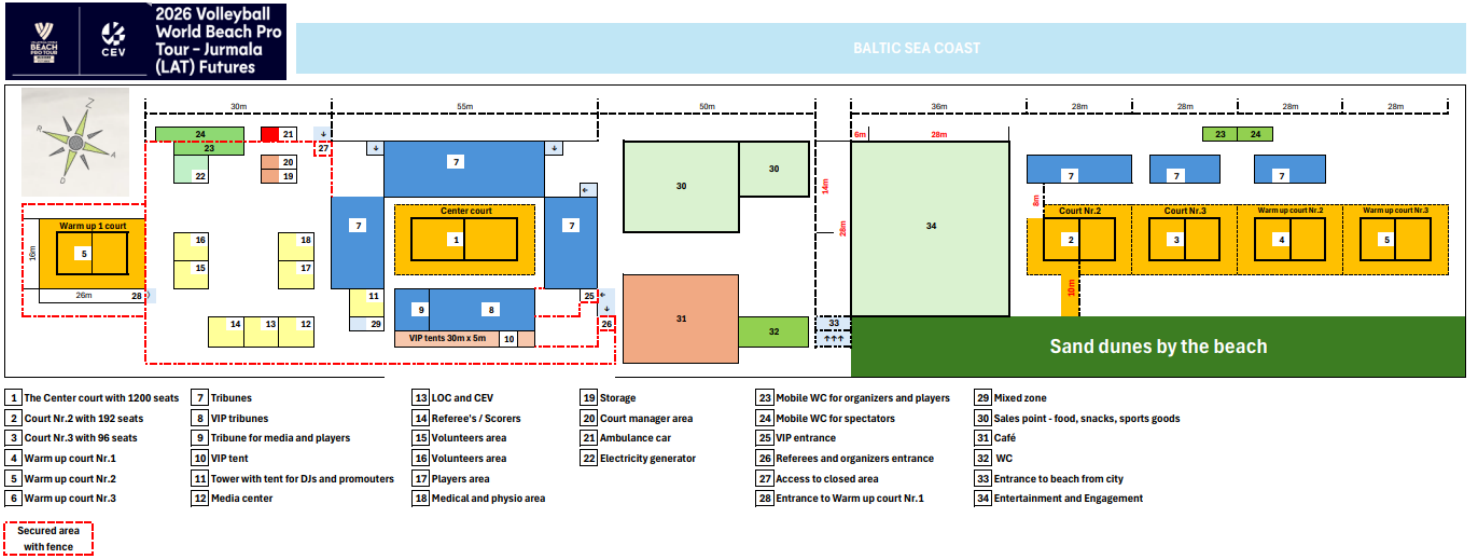 BEACH
PRO TOUR
CEV
2026 Volleyball
World Beach Pro
Tour – Jurmala
(LAT) Futures
BALTIC SEA COAST
Z
R
A
D
30m
55m
50m
36m
28m
28m
28m
28m
24
23
21
27
20
19
22
7
30
30
6m
28m
14m
28m
23
24
7
7
7
8m
Warm up 1 court
5
16m
26m
28
16
15
18
17
7
Center court
1
7
34
Court Nr.2
2
Court Nr.3
3
Warm up court Nr.2
4
Warm up court Nr.3
5
10m
11
29
9
8
25
26
14
13
12
VIP tents 30m x 5m
10
31
32
33
↑↑↑
Sand dunes by the beach
1 The Center court with 1200 seats
2 Court Nr.2 with 192 seats
3 Court Nr.3 with 96 seats
4 Warm up court Nr.1
5 Warm up court Nr.2
6 Warm up court Nr.3
7 Tribunes
8 VIP tribunes
9 Tribune for media and players
10 VIP tent
11 Tower with tent for DJs and promouters
12 Media center
13 LOC and CEV
14 Referee's / Scorers
15 Volunteers area
16 Volunteers area
17 Players area
18 Medical and physio area
19 Storage
20 Court manager area
21 Ambulance car
22 Electricity generator
23 Mobile WC for organizers and players
24 Mobile WC for spectators
25 VIP entrance
26 Referees and organizers entrance
27 Access to closed area
28 Entrance to Warm up court Nr.1
29 Mixed zone
30 Sales point - food, snacks, sports goods
31 Café
32 WC
33 Entrance to beach from city
34 Entertainment and Engagement
Secured area
with fence